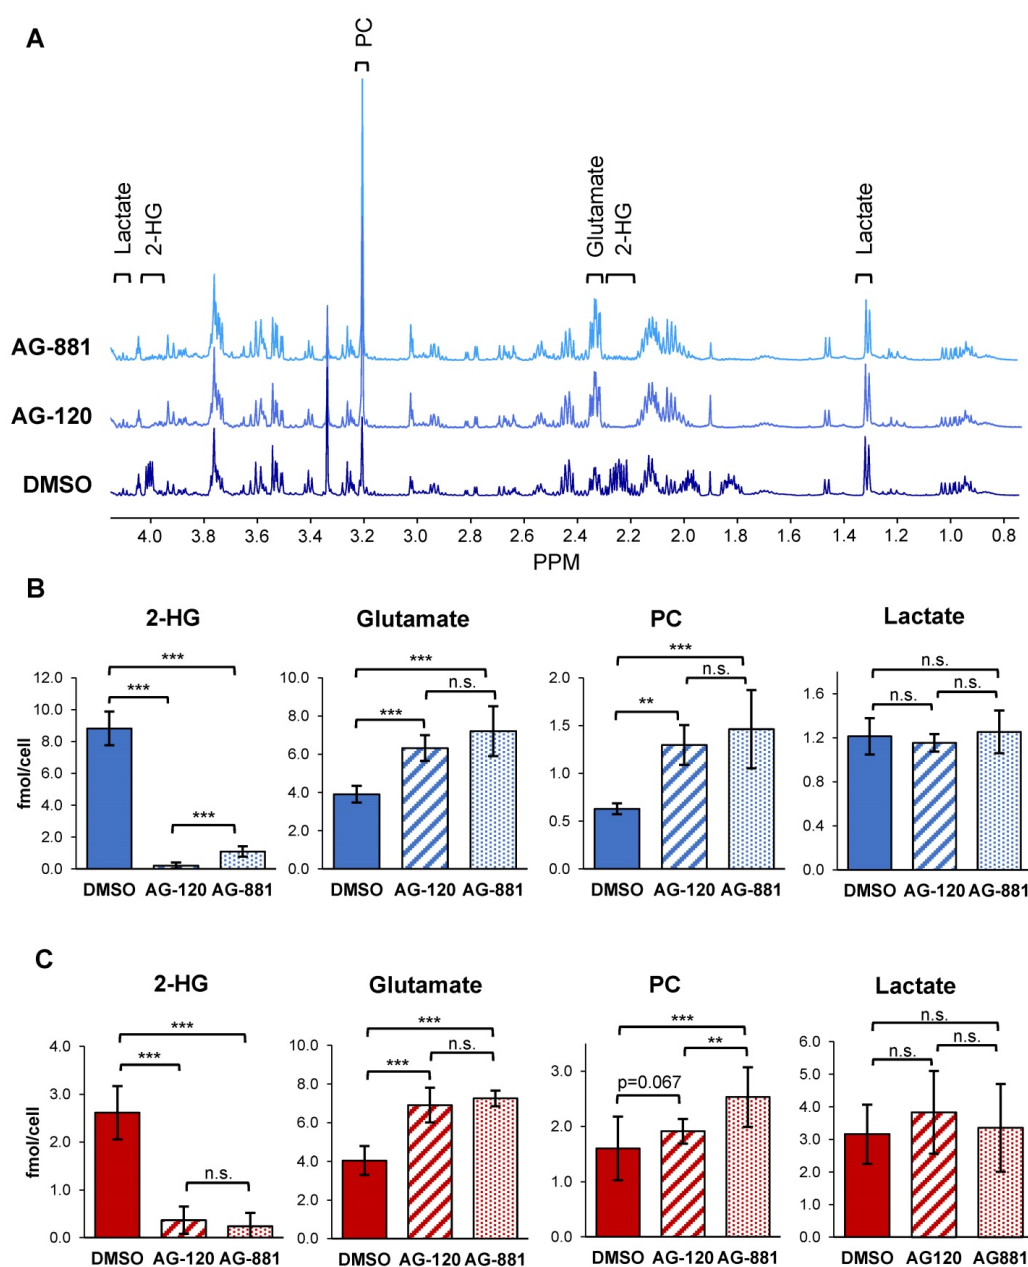 A
PC
Lactate
2-HG
Glutamate
2-HG
Lactate
AG-881
AG-120
DMSO
4.0 3.8 3.6 3.4 3.2 3.0 2.8 2.6 2.4 2.2 2.0 1.8 1.6 1.4 1.2 1.0 0.8
PPM
B
2-HG
fmol/cell
12.0
10.0
8.0
6.0
4.0
2.0
0.0
***
***
***
DMSO AG-120 AG-881
Glutamate
10.0
8.0
6.0
4.0
2.0
0.0
***
n.s.
***
DMSO AG-120 AG-881
PC
2.0
1.5
1.0
0.5
0.0
***
n.s.
**
DMSO AG-120 AG-881
Lactate
1.6
1.2
0.8
0.4
0.0
n.s.
n.s.
n.s.
DMSO AG-120 AG-881
C
2-HG
fmol/cell
4.0
3.0
2.0
1.0
0.0
***
***
n.s.
DMSO AG-120 AG-881
Glutamate
10.0
8.0
6.0
4.0
2.0
0.0
***
n.s.
***
DMSO AG-120 AG-881
PC
3.0
2.0
1.0
0.0
***
**
p=0.067
DMSO AG-120 AG-881
Lactate
6.0
5.0
4.0
3.0
2.0
1.0
0.0
n.s.
n.s.
n.s.
DMSO AG120 AG881